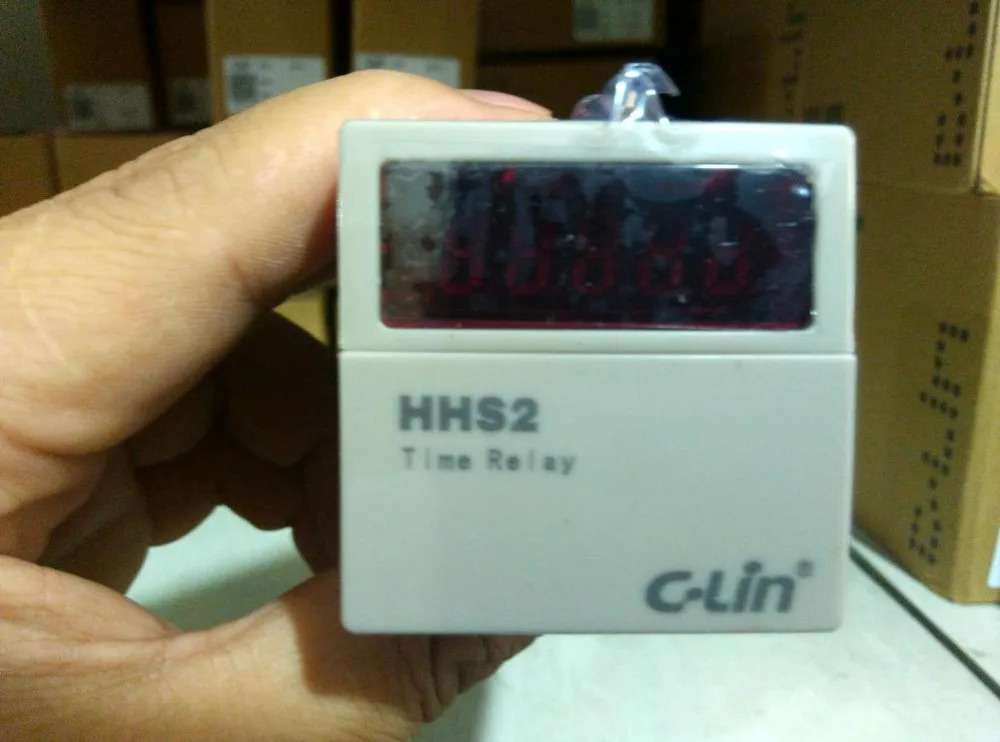 HHS2
Time Relay
C-Lin®